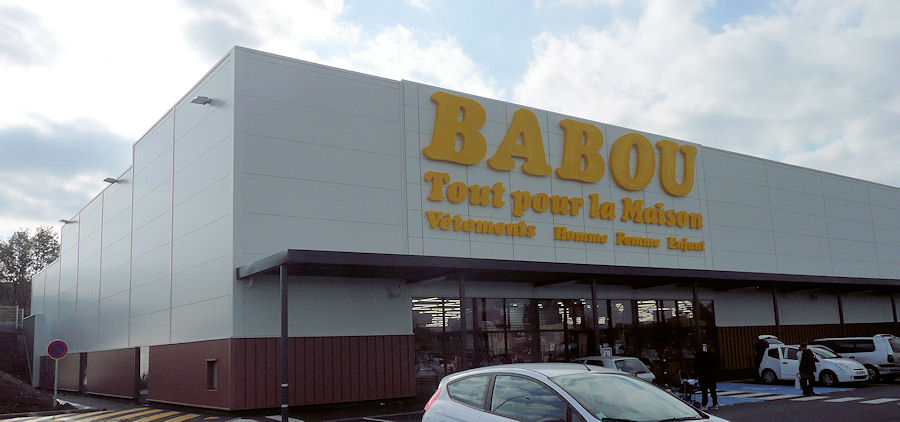 BABOU
Tout pour la Maison
Vêtements Homme Femme Enfant